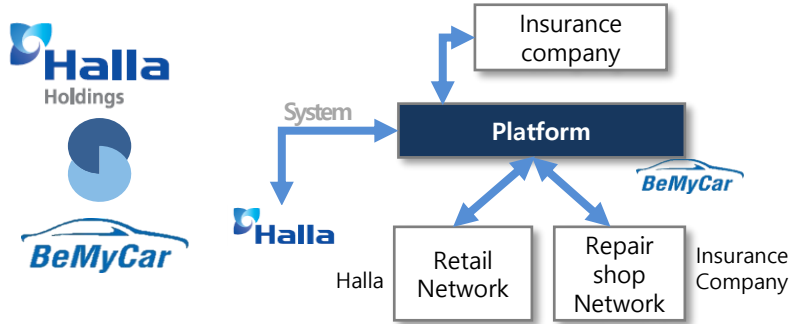 Halla
Holdings
BeMyCar
Insurance
company
System
Platform
BeMyCar
Halla
Halla
Retail
Network
Repair
shop
Network
Insurance
Company